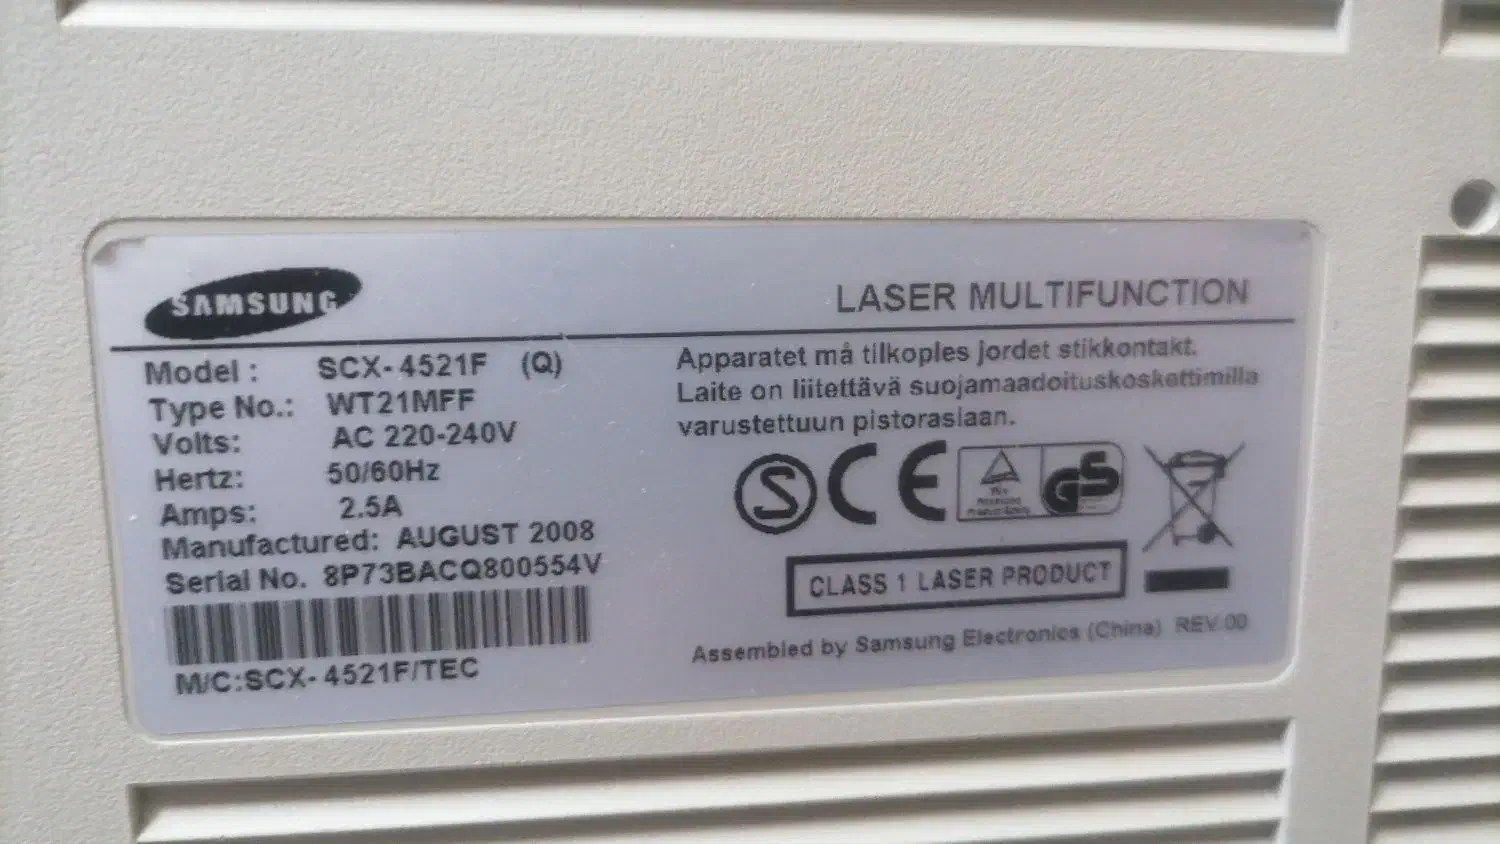 SAMSUNG
LASER MULTIFUNCTION
Model : SCX-4521F (Q)
Type No.: WT21MFF
Volts: AC 220-240V
Hertz: 50/60Hz
Amps: 2.5A
Manufactured: AUGUST 2008
Serial No. 8P73BACQ800554V
M/C:SCX-4521F/TEC
Apparatet må tilkoples jordet stikkontakt.
Laite on liitettävä suojamaadoituskoskettimilla
varustettuun pistorasiaan.
S CE GS
CLASS 1 LASER PRODUCT
Assembled by Samsung Electronics (China) REV 00